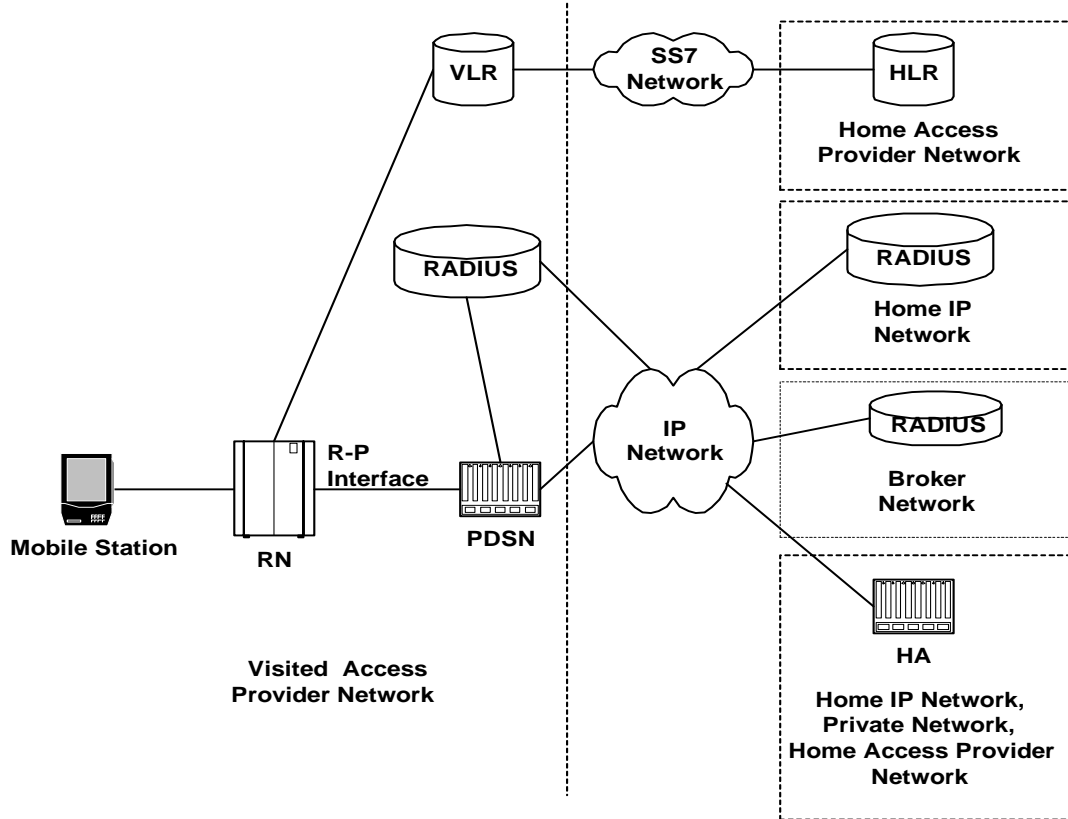 VLR
SS7
Network
HLR
Home Access
Provider Network
RADIUS
RADIUS
Home IP
Network
IP
Network
RADIUS
Broker
Network
R-P
Interface
Mobile Station
RN
PDSN
HA
Visited Access
Provider Network
Home IP Network,
Private Network,
Home Access Provider
Network